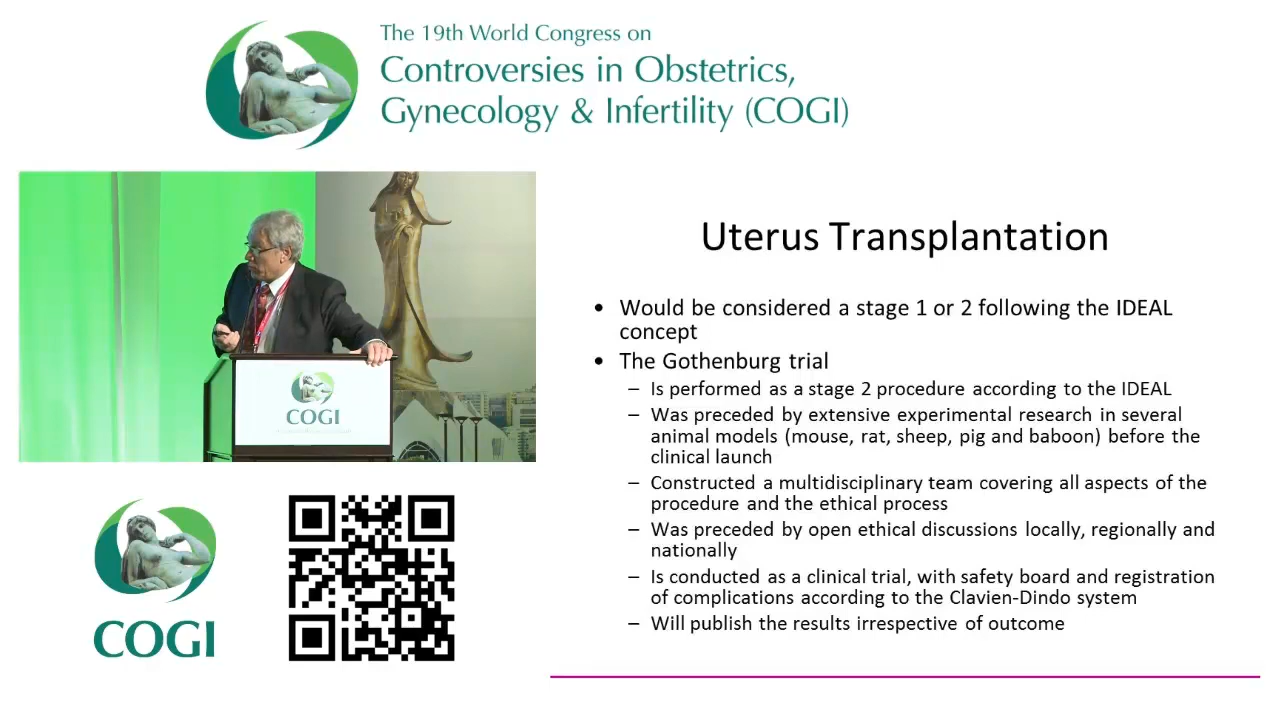 The 19th World Congress on
Controversies in Obstetrics,
Gynecology & Infertility (COGI)
COGI
COGI
Uterus Transplantation
• Would be considered a stage 1 or 2 following the IDEAL
concept
• The Gothenburg trial
– Is performed as a stage 2 procedure according to the IDEAL
– Was preceded by extensive experimental research in several
animal models (mouse, rat, sheep, pig and baboon) before the
clinical launch
– Constructed a multidisciplinary team covering all aspects of the
procedure and the ethical process
– Was preceded by open ethical discussions locally, regionally and
nationally
– Is conducted as a clinical trial, with safety board and registration
of complications according to the Clavien-Dindo system
– Will publish the results irrespective of outcome